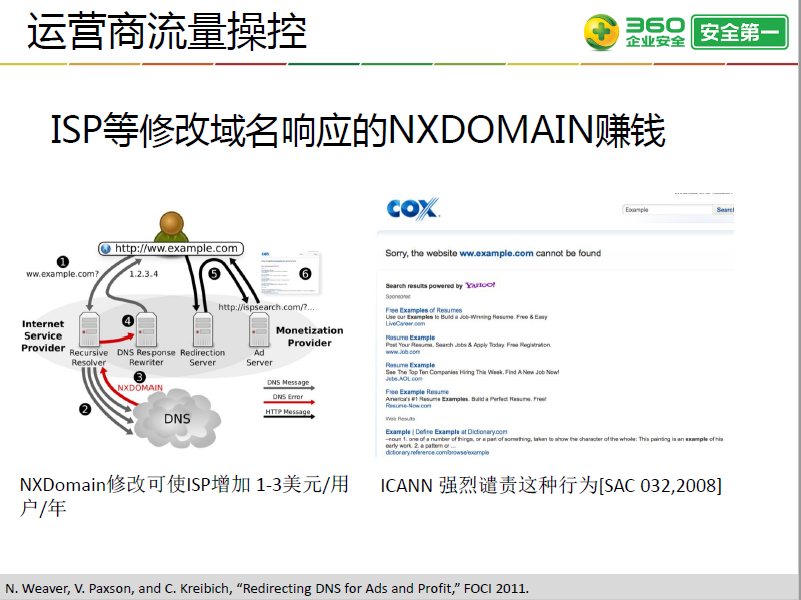 运营商流量操控
360
企业安全
安全第一
ISP等修改域名响应的NXDOMAIN赚钱
http://www.example.com
1
ww.example.com?
1.2.3.4
5
6
http://ispsearch.com/?...
4
Internet
Service
Provider
Recursive
Resolver
DNS Response
Rewriter
Redirection
Server
Ad
Server
Monetization
Provider
3
NXDOMAIN
2
DNS
DNS Message
DNS Error
HTTP Message
COX
Example
Search
Sorry, the website ww.example.com cannot be found
Search results powered by YAHOO!
Sponsored
Free Examples of Resumes
Use our Examples to Build a Job-Winning Resume. Free & Easy
LiveCareer.com
Resume Example
Post Your Resume, Search Jobs & Apply Today. Free Registration.
www.Job.com
Resume Example
See The Top Ten Companies Hiring This Week. Find A New Job Now!
Jobs.AOL.com
Free Example Resume
America's #1 Resume Examples. Build a Perfect Resume. Free!
Resume-Now.com
Web Results
Example | Define Example at Dictionary.com
–noun 1. one of a number of things, or a part of something, taken to show the character of the whole: This painting is an example of his
early work. 2. a pattern or ...
dictionary.reference.com/browse/example
NXDomain修改可使ISP增加 1-3美元/用
户/年
ICANN 强烈谴责这种行为[SAC 032,2008]
N. Weaver, V. Paxson, and C. Kreibich, “Redirecting DNS for Ads and Profit,” FOCI 2011.